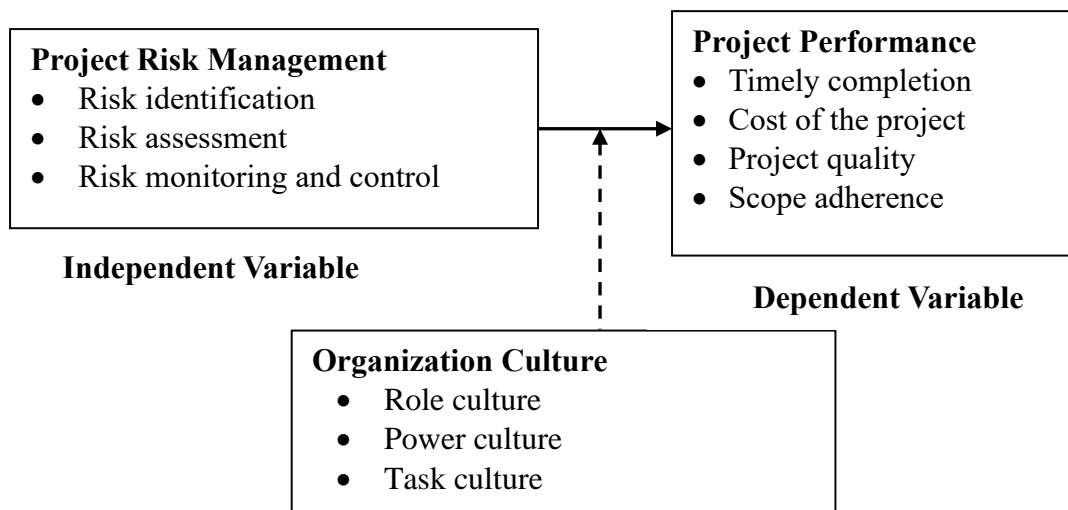 Project Risk Management
• Risk identification
• Risk assessment
• Risk monitoring and control
Independent Variable
Project Performance
• Timely completion
• Cost of the project
• Project quality
• Scope adherence
Dependent Variable
Organization Culture
• Role culture
• Power culture
• Task culture